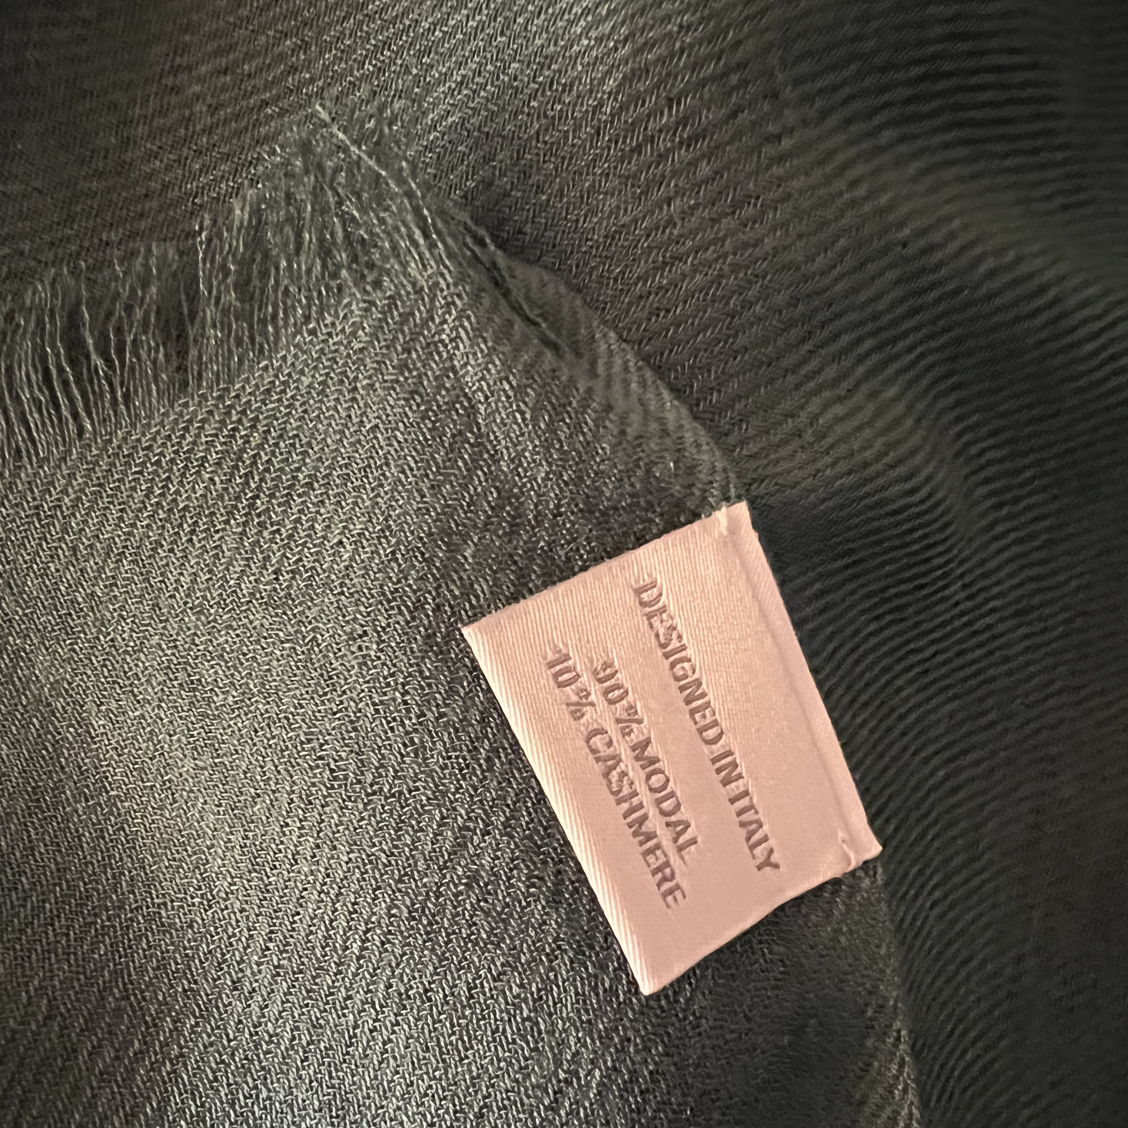 DESIGNED IN ITALY
90% MODAL
10% CASHMERE